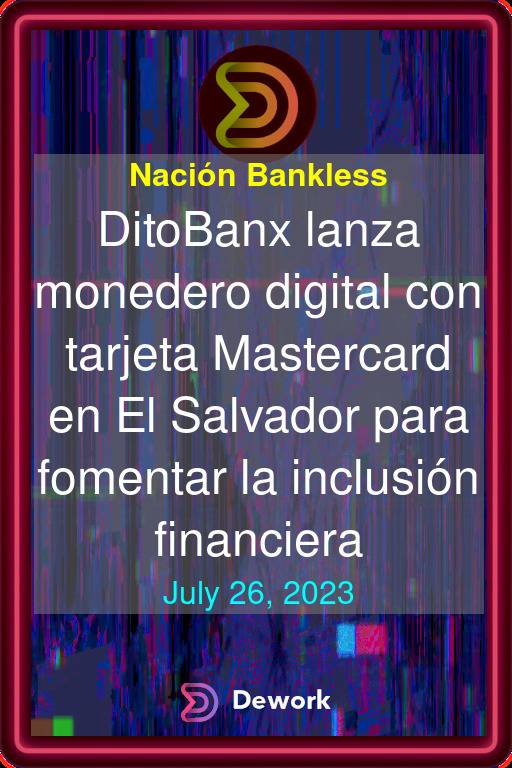 Nación Bankless
DitoBanx lanza
monedero digital con
tarjeta Mastercard
en El Salvador para
fomentar la inclusión
financiera
July 26, 2023
Dework